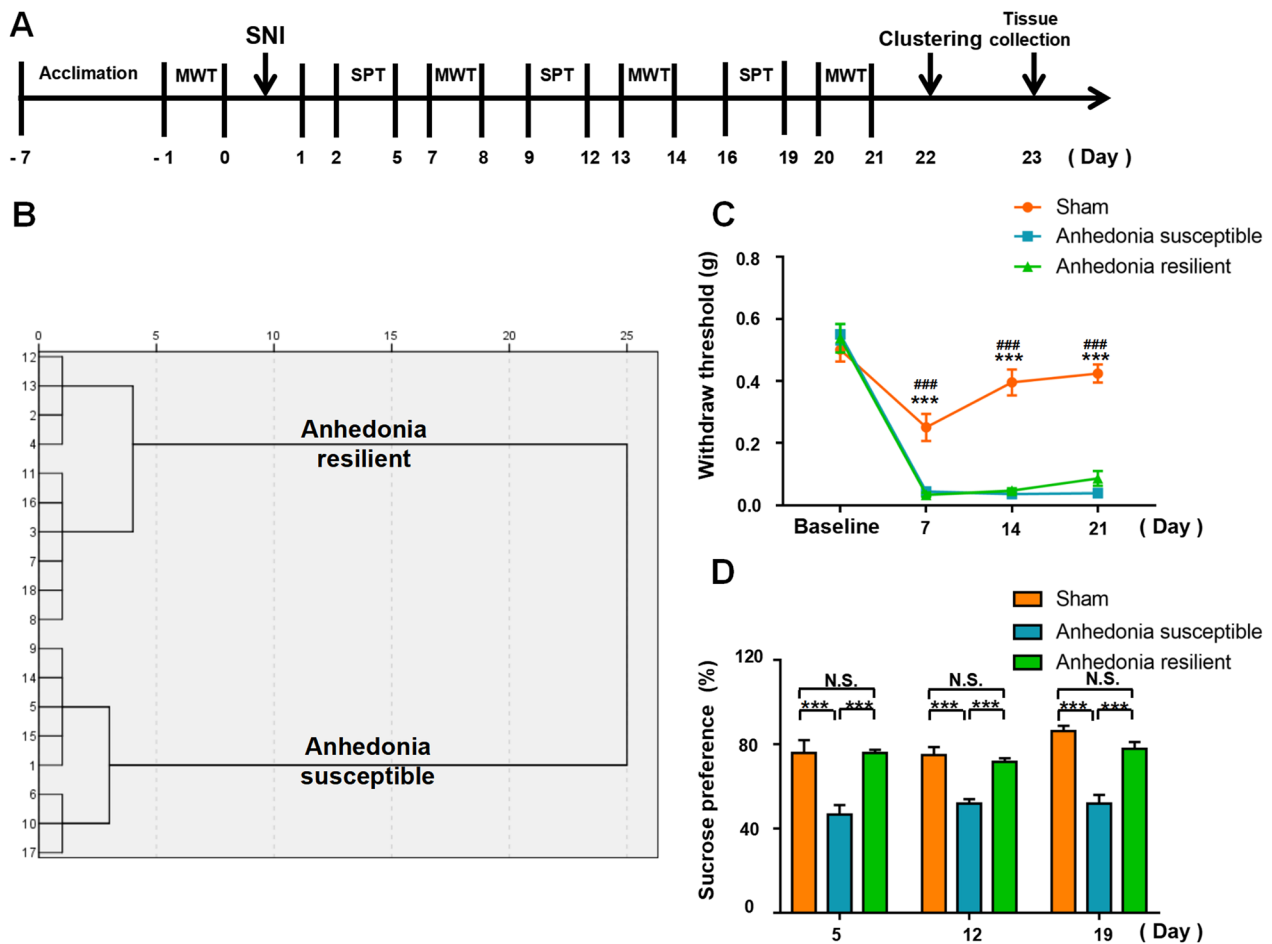 A
SNI
Clustering
Tissue
collection
Acclimation MWT SPT MWT SPT MWT SPT MWT
- 7 - 1 0 1 2 5 7 8 9 12 13 14 16 19 20 21 22 23 ( Day )
B
0 5 10 15 20 25
12
13
2
4
11
16
3
7
18
8
9
14
5
15
1
6
10
17
Anhedonia
resilient
Anhedonia
susceptible
C
Sham
Anhedonia susceptible
Anhedonia resilient
Withdraw threshold (g)
0.8
0.6
0.4
0.2
0.0
###
***
###
***
###
***
Baseline 7 14 21 ( Day )
D
Sham
Anhedonia susceptible
Anhedonia resilient
Sucrose preference (%)
120
80
40
0
N.S. N.S. N.S.
*** *** *** *** *** ***
5 12 19 ( Day )